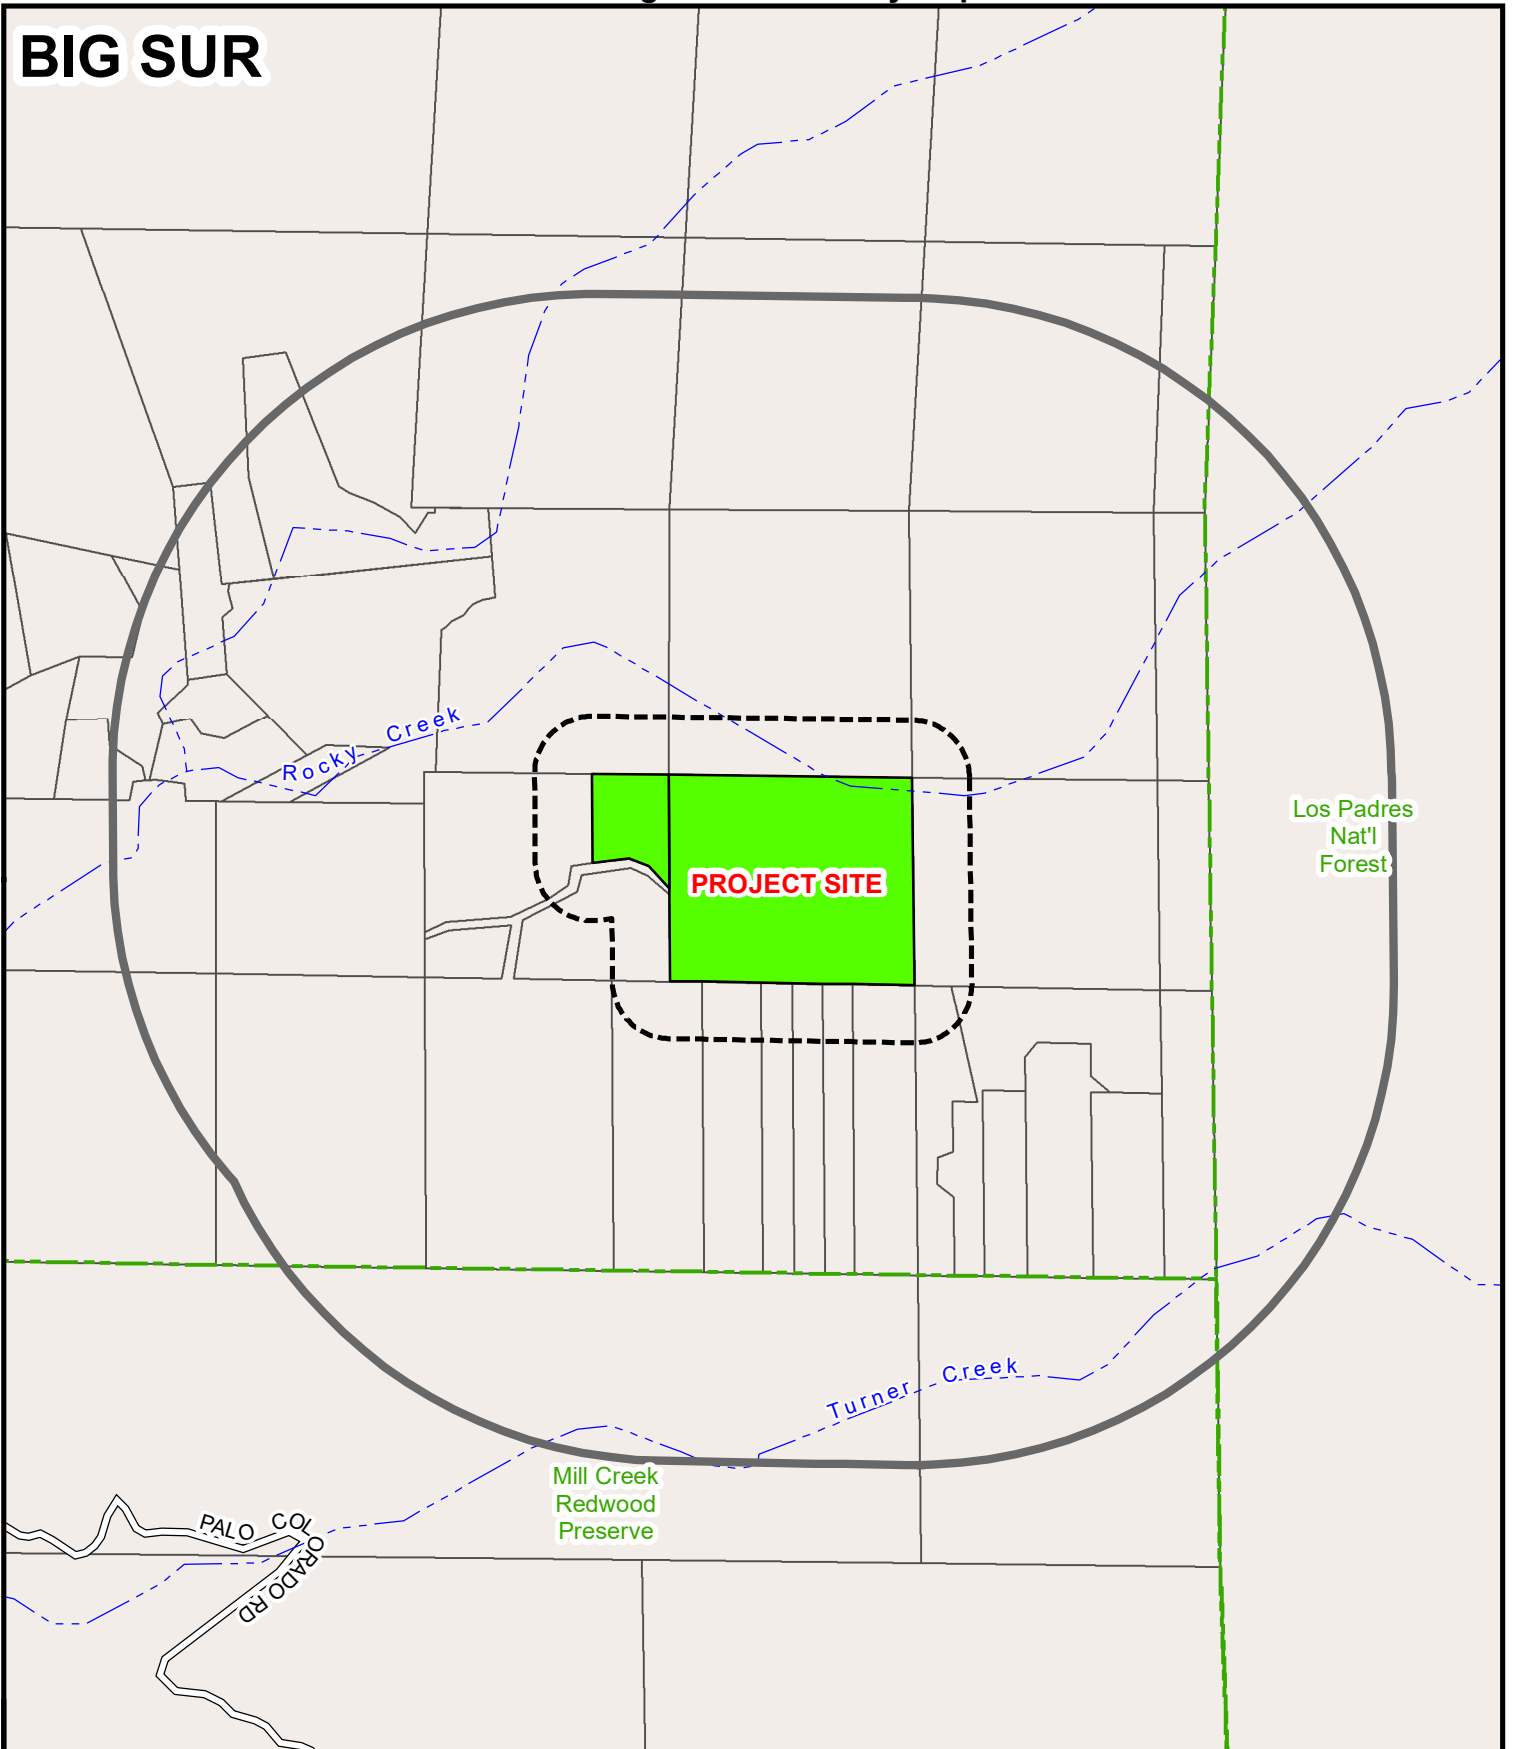 BIG SUR
Rocky Creek
Los Padres
Nat'l
Forest
PROJECT SITE
Turner Creek
Mill Creek
Redwood
Preserve
PALO COLORADO RD